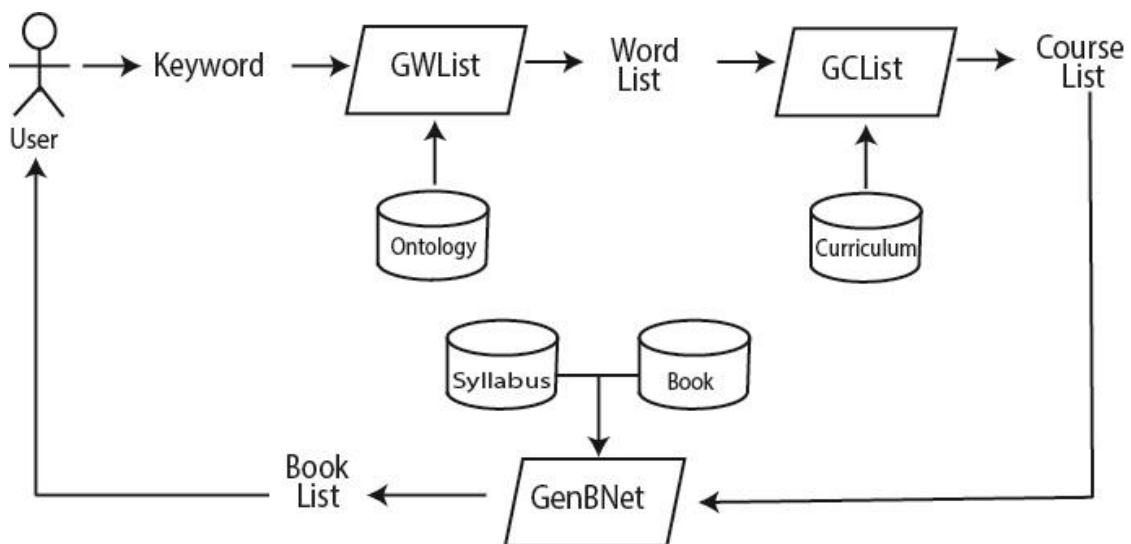 Keyword
GWList
Word
List
GCList
Course
List
User
Ontology
Curriculum
Syllabus
Book
Book
List
GenBNet